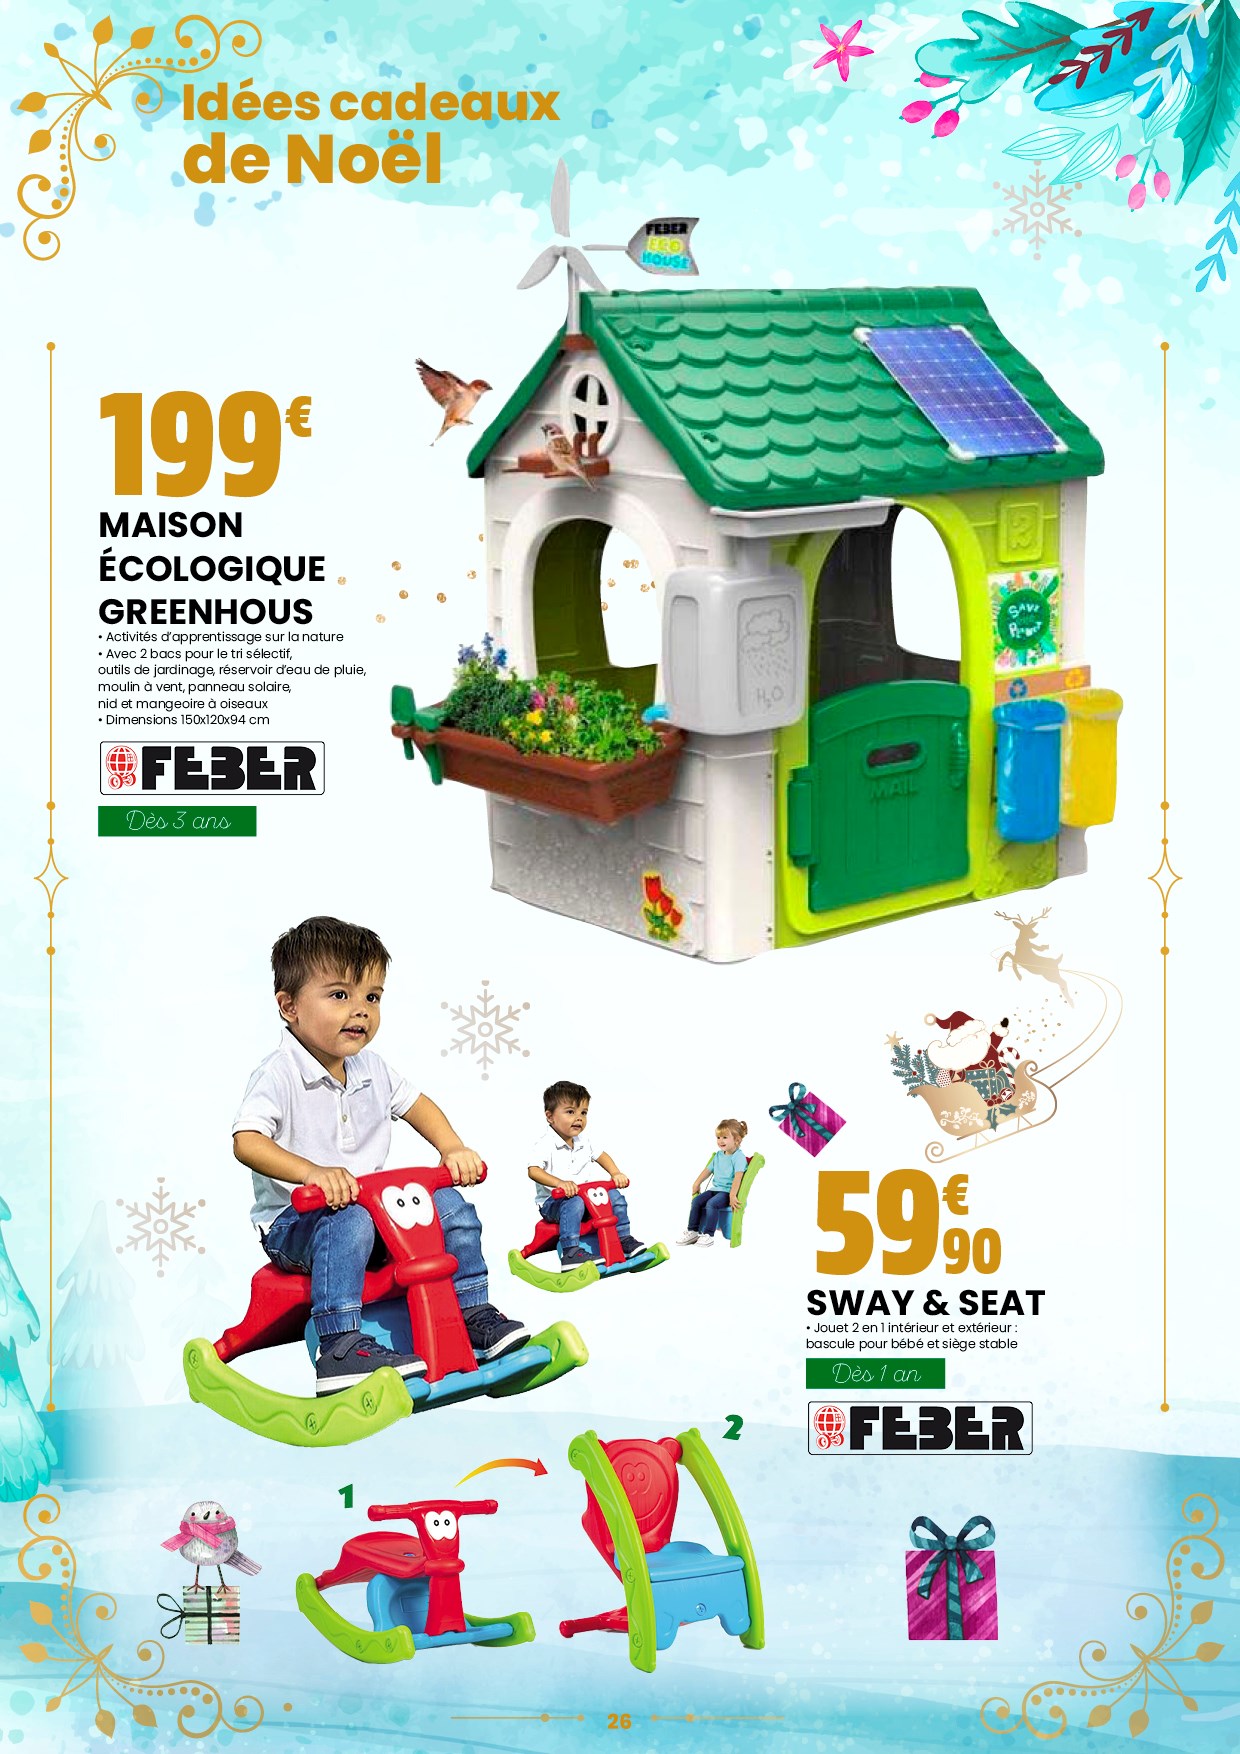 Idées cadeaux
de Noël
FEBER
ECO
HOUSE
199€
MAISON
ÉCOLOGIQUE
GREENHOUS
• Activités d'apprentissage sur la nature
• Avec 2 bacs pour le tri sélectif,
outils de jardinage, réservoir d'eau de pluie,
moulin à vent, panneau solaire,
nid et mangeoire à oiseaux
• Dimensions 150x120x94 cm
FEBER
Dès 3 ans
2
SAVE
PLANET
H₂O
MAIL
59€90
SWAY & SEAT
• Jouet 2 en 1 intérieur et extérieur :
bascule pour bébé et siège stable
Dès 1 an
FEBER
1
2
26